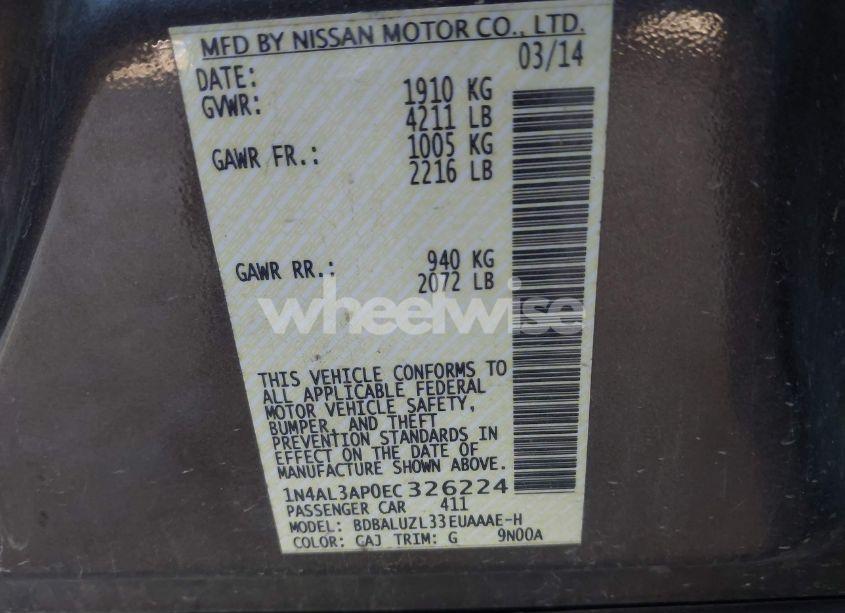 MFD BY NISSAN MOTOR CO., LTD.
DATE: 03/14
GVWR: 1910 KG
4211 LB
GAWR FR.: 1005 KG
2216 LB
GAWR RR.: 940 KG
2072 LB
wheelwise
THIS VEHICLE CONFORMS TO
ALL APPLICABLE FEDERAL
MOTOR VEHICLE SAFETY,
BUMPER, AND THEFT
PREVENTION STANDARDS IN
EFFECT ON THE DATE OF
MANUFACTURE SHOWN ABOVE.
1N4AL3AP0EC326224
PASSENGER CAR 411
MODEL: BDBALUZL33EUAAAE-H
COLOR: CAJ TRIM: G 9N00A